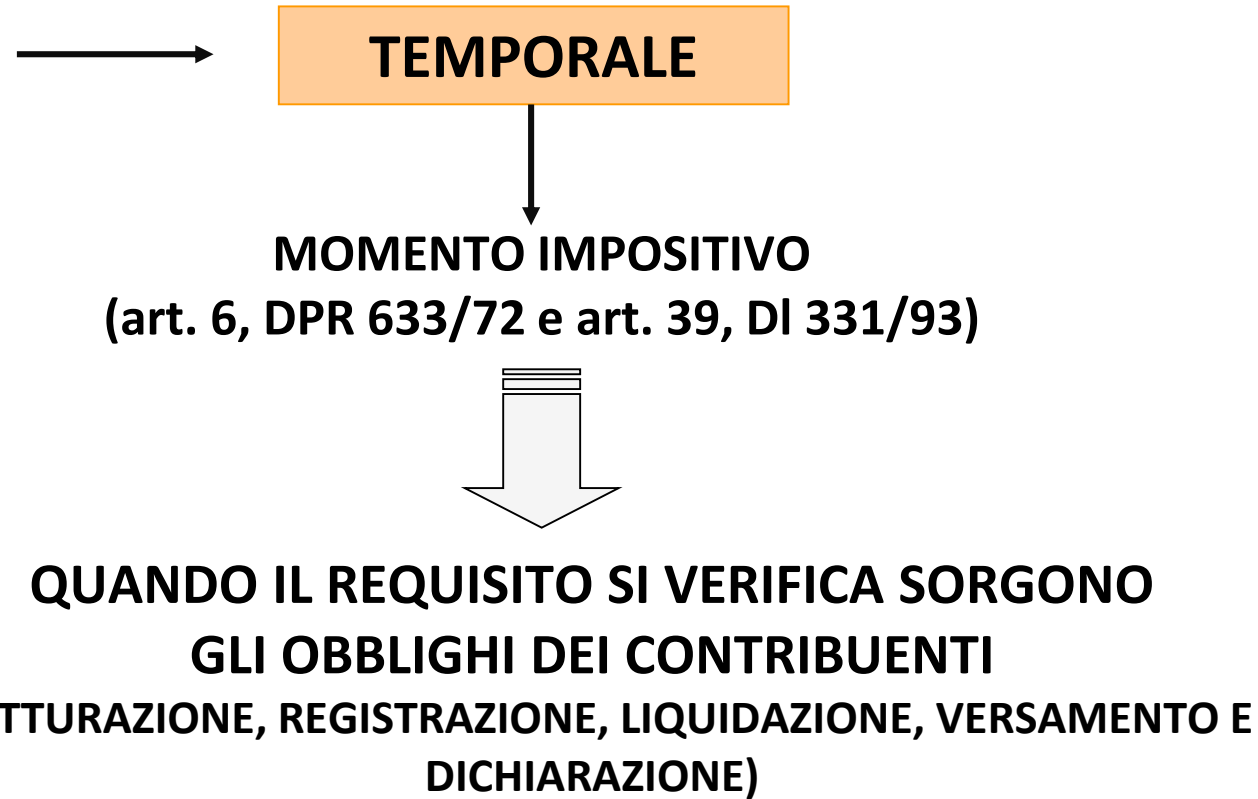 TEMPORALE
MOMENTO IMPOSITIVO
(art. 6, DPR 633/72 e art. 39, Dl 331/93)
QUANDO IL REQUISITO SI VERIFICA SORGONO
GLI OBBLIGHI DEI CONTRIBUENTI
TTURAZIONE, REGISTRAZIONE, LIQUIDAZIONE, VERSAMENTO E
DICHIARAZIONE)